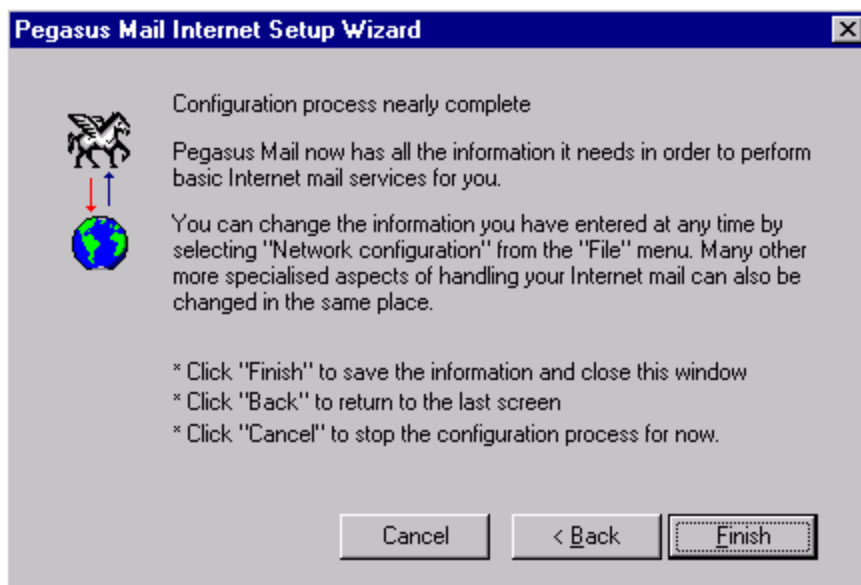 Pegasus Mail Internet Setup Wizard
Configuration process nearly complete
Pegasus Mail now has all the information it needs in order to perform
basic Internet mail services for you.
You can change the information you have entered at any time by
selecting "Network configuration" from the "File" menu. Many other
more specialised aspects of handling your Internet mail can also be
changed in the same place.
* Click "Finish" to save the information and close this window
* Click "Back" to return to the last screen
* Click "Cancel" to stop the configuration process for now.
Cancel < Back Finish